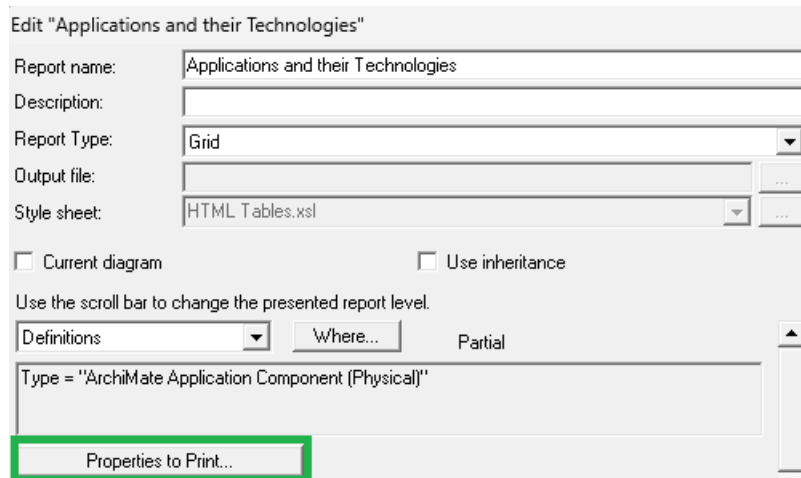 Edit "Applications and their Technologies"
Report name: Applications and their Technologies
Description:
Report Type: Grid
Output file: ...
Style sheet: HTML Tables.xsl ...
Current diagram Use inheritance
Use the scroll bar to change the presented report level.
Definitions Where... Partial
Type = "ArchiMate Application Component (Physical)"
Properties to Print...